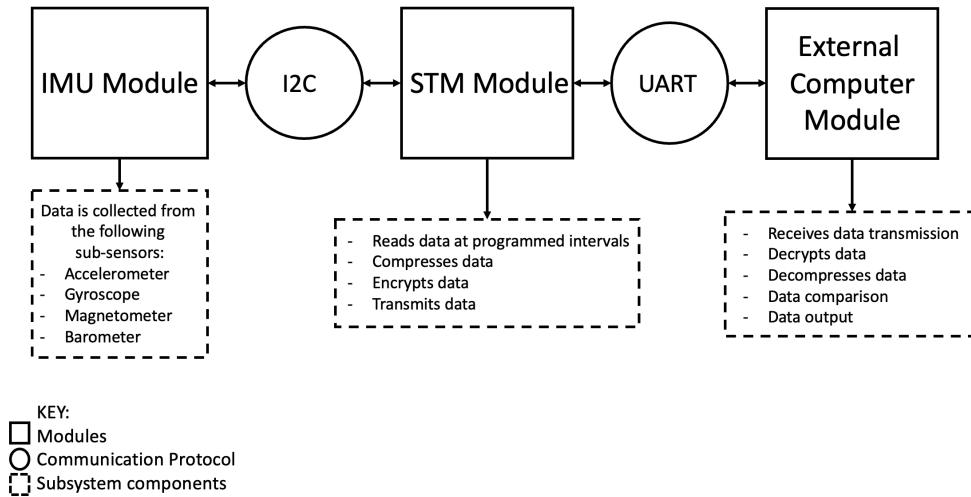 IMU Module
I2C
STM Module
UART
External
Computer
Module
Data is collected from
the following
sub-sensors:
- Accelerometer
- Gyroscope
- Magnetometer
- Barometer
- Reads data at programmed intervals
- Compresses data
- Encrypts data
- Transmits data
- Receives data transmission
- Decrypts data
- Decompresses data
- Data comparison
- Data output
KEY:
Modules
Communication Protocol
Subsystem components